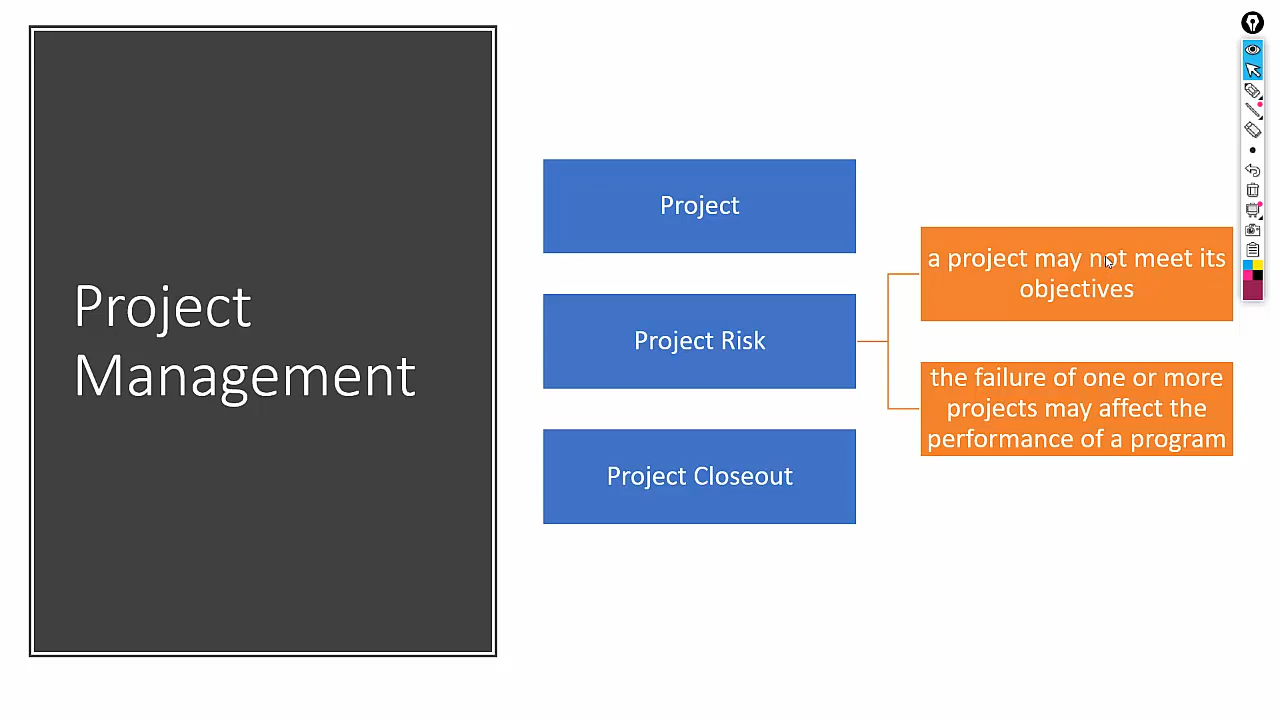 Project
Management
Project
Project Risk
Project Closeout
a project may not meet its
objectives
the failure of one or more
projects may affect the
performance of a program